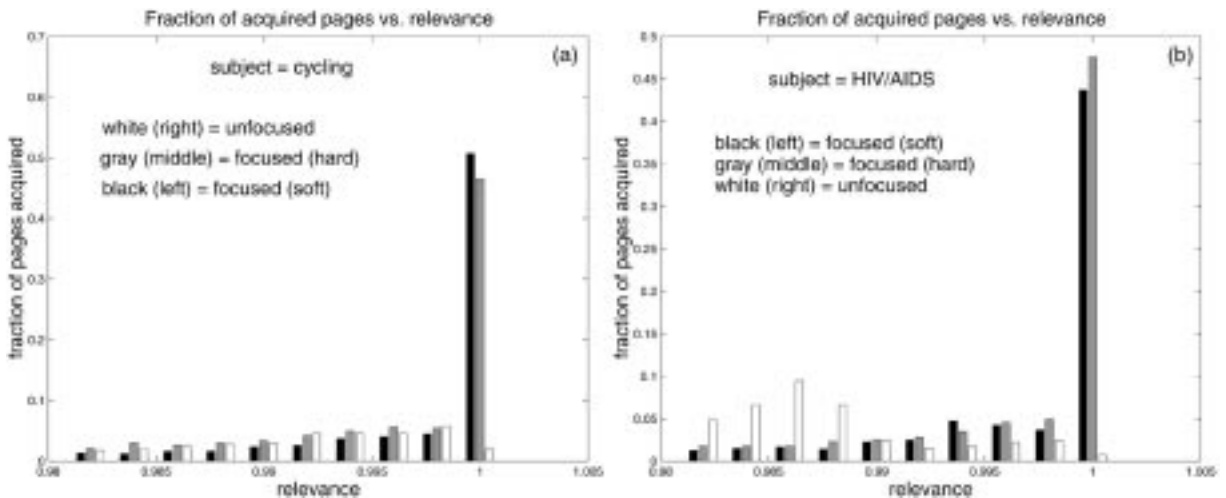 Fraction of acquired pages vs. relevance
(a)
subject = cycling
white (right) = unfocused
gray (middle) = focused (hard)
black (left) = focused (soft)
fraction of pages acquired
0.7
0.6
0.5
0.4
0.3
0.2
0.1
0
0.98
0.985
0.99
0.995
1
1.005
relevance
Fraction of acquired pages vs. relevance
(b)
subject = HIV/AIDS
black (left) = focused (soft)
gray (middle) = focused (hard)
white (right) = unfocused
fraction of pages acquired
0.5
0.45
0.4
0.35
0.3
0.25
0.2
0.15
0.1
0.05
0
0.98
0.985
0.99
0.995
1
1.005
relevance